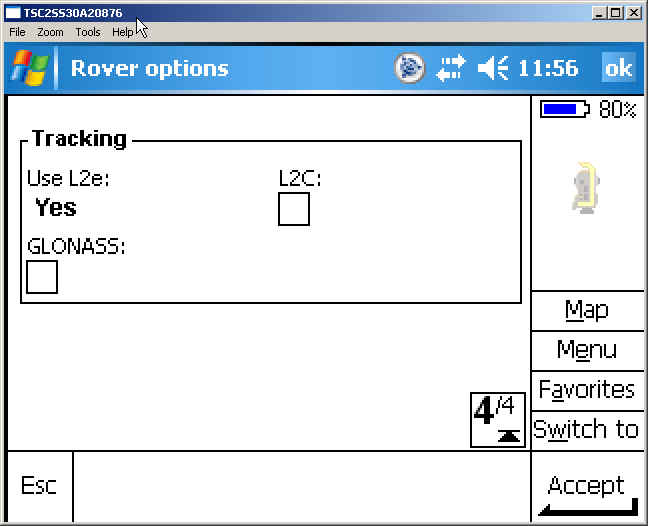 TSC2SS30A20876
File Zoom Tools Help
Rover options 11:56 ok
80%
Tracking
Use L2e: L2C:
Yes
GLONASS:
Map
Menu
Favorites
4/4
Switch to
Esc Accept